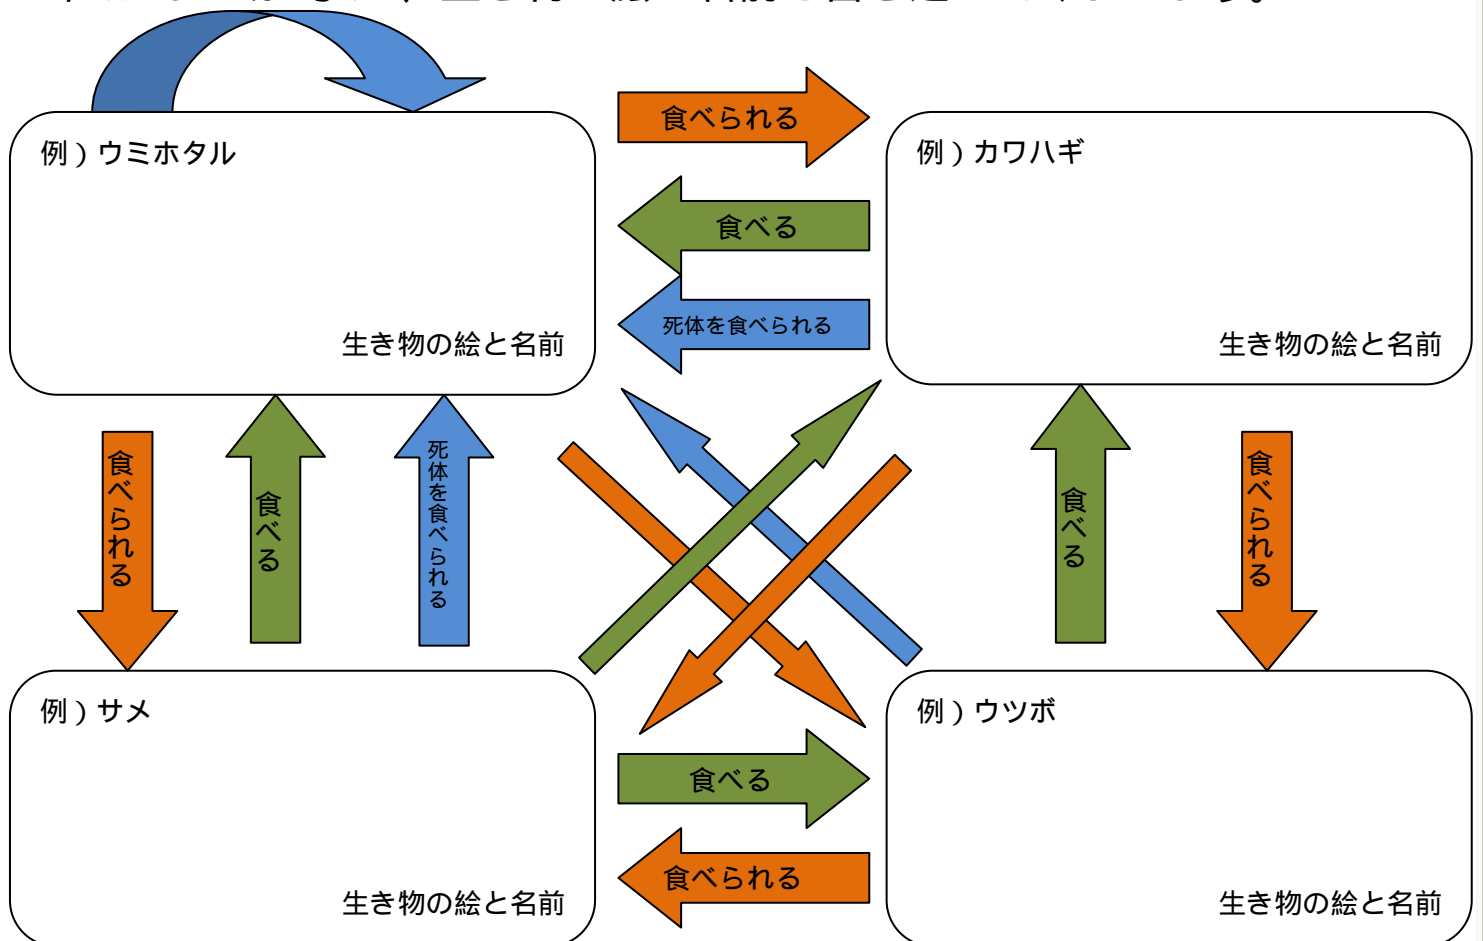 例）ウミホタル
生き物の絵と名前
食べられる
食べる
死体を食べられる
例）カワハギ
生き物の絵と名前
食べられる
食べる
死体を食べられる
食べる
食べられる
例）サメ
生き物の絵と名前
食べる
食べられる
例）ウツボ
生き物の絵と名前